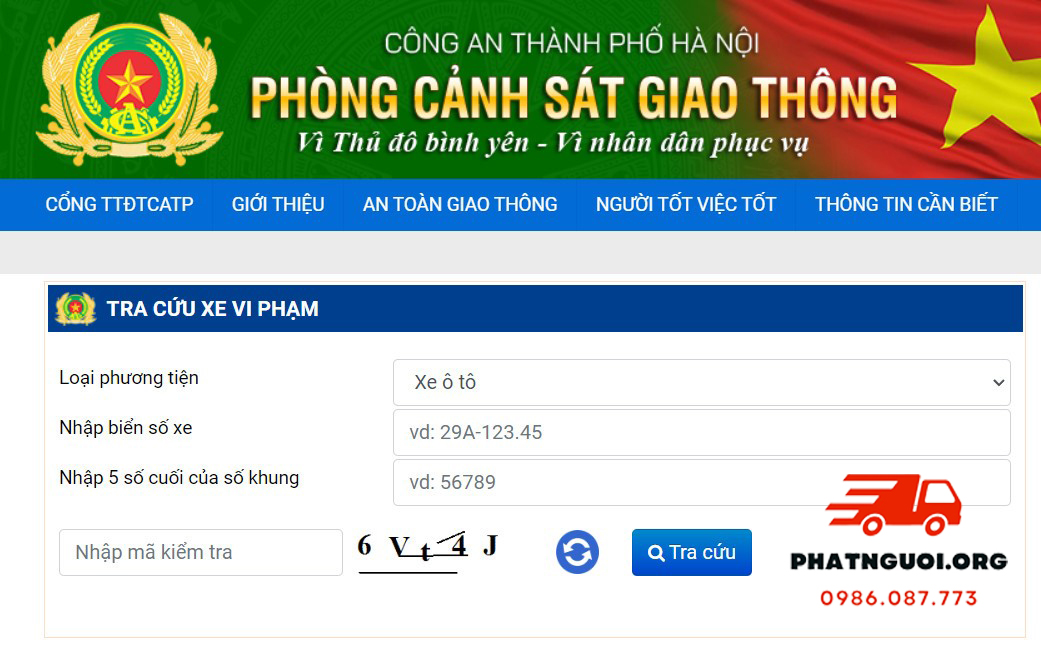 CÔNG AN THÀNH PHỐ HÀ NỘI
PHÒNG CẢNH SÁT GIAO THÔNG
Vì Thủ đô bình yên - Vì nhân dân phục vụ
CỔNG TTĐTCATP GIỚI THIỆU AN TOÀN GIAO THÔNG NGƯỜI TỐT VIỆC TỐT THÔNG TIN CẦN BIẾT
TRA CỨU XE VI PHẠM
Loại phương tiện Xe ô tô
Nhập biển số xe vd: 29A-123.45
Nhập 5 số cuối của số khung vd: 56789
Nhập mã kiểm tra 6 V t 4 J Tra cứu
PHATNGUOI.ORG
0986.087.773